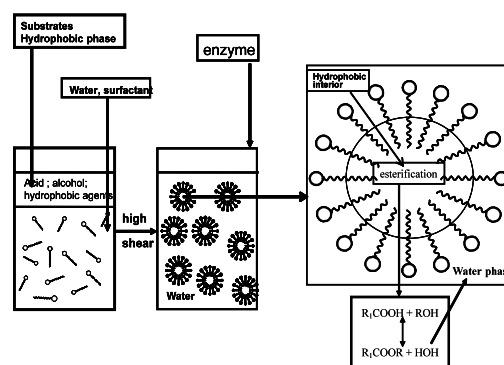 Substrates
Hydrophobic phase
Water, surfactant
enzyme
Acid ; alcohol;
hydrophobic agents
high
shear
Water
Hydrophobic
interior
esterification
Water phas
R₁COOH + ROH
R₁COOR + HOH